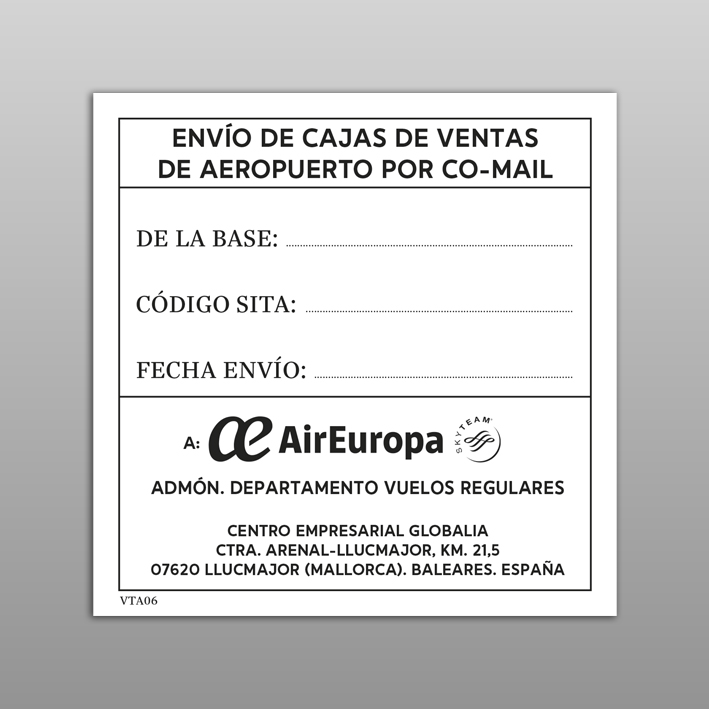 ENVÍO DE CAJAS DE VENTAS
DE AEROPUERTO POR CO-MAIL
DE LA BASE:
CÓDIGO SITA:
FECHA ENVÍO:
A: æ AirEuropa SKYTEAM
ADMÓN. DEPARTAMENTO VUELOS REGULARES
CENTRO EMPRESARIAL GLOBALIA
CTRA. ARENAL-LLUCMAJOR, KM. 21,5
07620 LLUCMAJOR (MALLORCA). BALEARES. ESPAÑA
VTA06